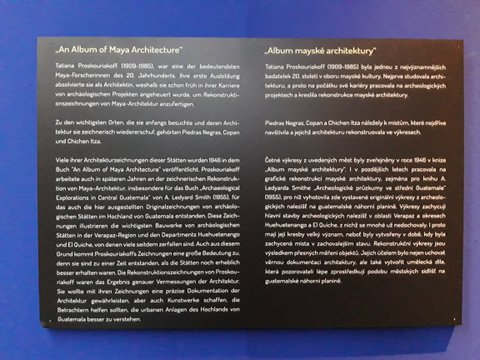 „An Album of Maya Architecture"
Tatiana Proskouriakoff (1909-1985), war eine der bedeutendsten
Maya-Forscherinnen des 20. Jahrhunderts. Ihre erste Ausbildung
absolvierte sie als Architektin, weshalb sie schon früh in ihrer Karriere
von archäologischen Projekten angeheuert wurde, um Rekonstrukti-
onszeichnungen von Maya-Architektur anzufertigen.
Zu den wichtigsten Orten, die sie anfangs besuchte und deren Archi-
tektur sie zeichnerisch wiedererschuf, gehörten Piedras Negras, Copan
und Chichen Itza.
Viele ihrer Architekturzeichnungen dieser Stätten wurden 1946 in dem
Buch "An Album of Maya Architecture" veröffentlicht. Proskouriakoff
arbeitete auch in späteren Jahren an der zeichnerischen Rekonstruk-
tion von Maya-Architektur, insbesondere für das Buch „Archaeological
Explorations in Central Guatemala" von A. Ledyard Smith (1955), für
das auch die hier ausgestellten Originalzeichnungen von archäolo-
gischen Stätten im Hochland von Guatemala entstanden. Diese Zeich-
nungen illustrieren die wichtigsten Bauwerke von archäologischen
Stätten in der Verapaz-Region und den Departments Huehuetenango
und El Quiche, von denen viele seitdem zerfallen sind. Auch aus diesem
Grund kommt Proskouriakoffs Zeichnungen eine große Bedeutung zu,
denn sie sind zu einer Zeit entstanden, als die Stätten noch erheblich
besser erhalten waren. Die Rekonstruktionszeichnungen von Proskou-
riakoff waren das Ergebnis genauer Vermessungen der Architektur.
Sie wollte mit ihren Zeichnungen eine präzise Dokumentation der
Architektur gewährleisten, aber auch Kunstwerke schaffen, die
Betrachtern helfen sollten, die urbanen Anlagen des Hochlands von
Guatemala besser zu verstehen.
„Album mayské architektury"
Tatiana Proskouriakoff (1909-1985) byla jednou z nejvýznamnějších
badatelek 20. století v oboru mayské kultury. Nejprve studovala archi-
tekturu, a proto na počátku své kariéry pracovala na archeologických
projektech a kreslila rekonstrukce mayské architektury.
Piedras Negras, Copan a Chichen Itza náležely k místům, které nejdříve
navštívila a jejichž architekturu rekonstruovala ve výkresech.
Četné výkresy z uvedených měst byly zveřejněny v roce 1946 v knize
„Album mayské architektury". I v pozdějších letech pracovala na
grafické rekonstrukci mayské architektury, zejména pro knihu A.
Ledyarda Smithe „Archeologické průzkumy ve střední Guatemale"
(1955), pro niž vyhotovila zde vystavené originální výkresy z archeolo-
gických nalezišť na guatemalské náhorní planině. Výkresy zachycují
hlavní stavby archeologických nalezišť v oblasti Verapaz a okresech
Huehuetenango a El Quiche, z nichž se mnohé už nedochovaly. I proto
mají její kresby velký význam, neboť byly vytvořeny v době, kdy byla
zachycená místa v zachovalejším stavu. Rekonstrukční výkresy jsou
výsledkem přesných měření objektů. Jejich účelem bylo nejen uchovat
věrnou dokumentaci architektury, ale také vytvořit umělecká díla,
která pozorovateli lépe zprostředkují podobu městských sídlišť na
guatemalské náhorní planině.